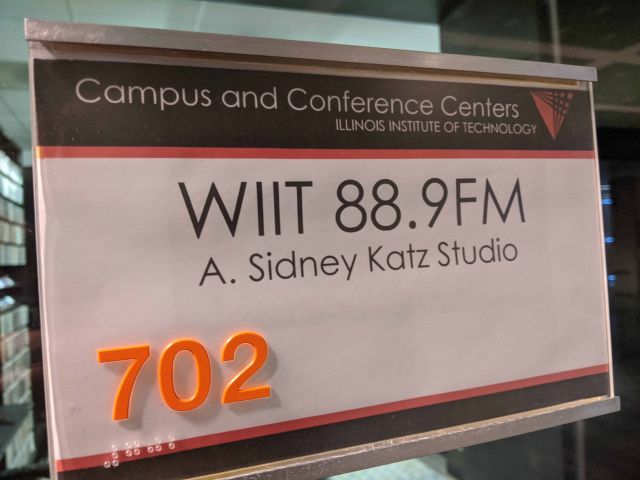 Campus and Conference Centers
ILLINOIS INSTITUTE OF TECHNOLOGY
WIIT 88.9FM
A. Sidney Katz Studio
702